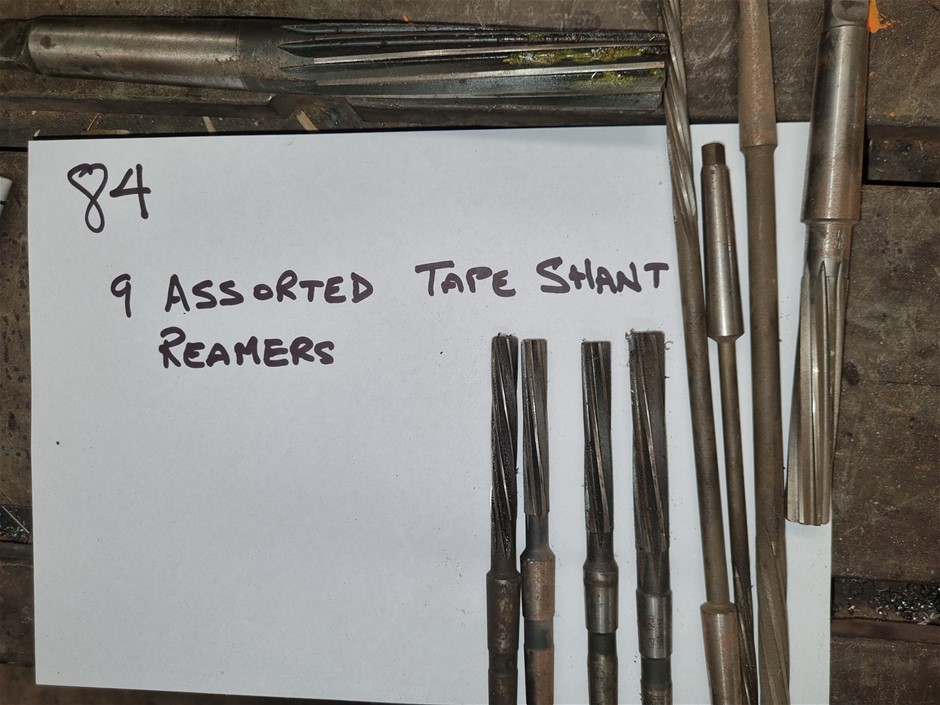 84
9 ASSORTED TAPE SHANT
REAMERS